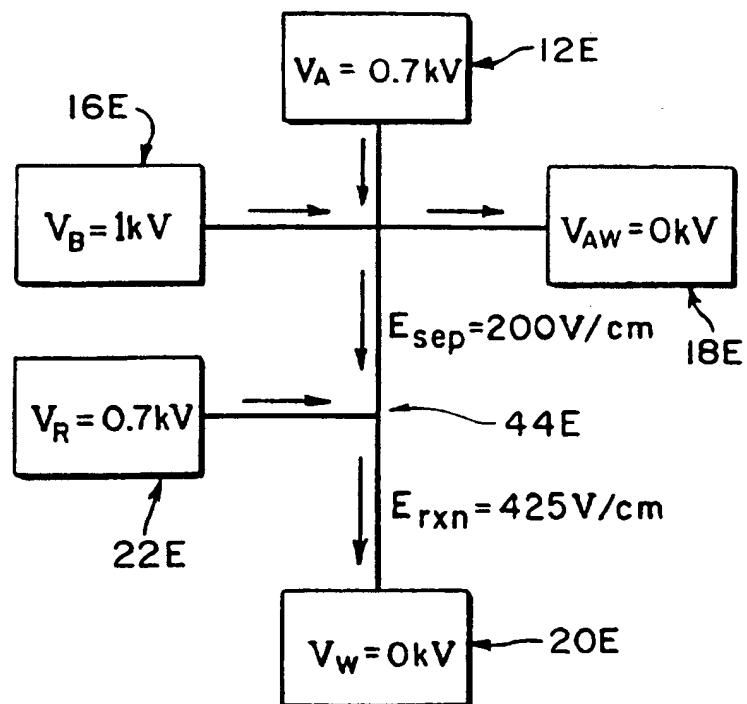 V_A = 0.7kV
12E
16E
V_B = 1kV
V_AW = 0kV
18E
E_sep = 200V/cm
V_R = 0.7kV
44E
22E
E_rxn = 425V/cm
V_W = 0kV
20E